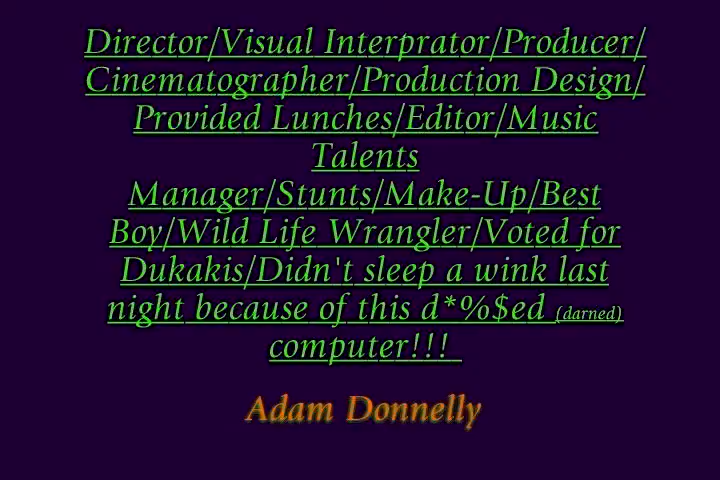 Director/Visual Interprator/Producer/
Cinematographer/Production Design/
Provided Lunches/Editor/Music
Talents
Manager/Stunts/Make-Up/Best
Boy/Wild Life Wrangler/Voted for
Dukakis/Didn't sleep a wink last
night because of this d*%$ed (darned)
computer!!!
Adam Donnelly